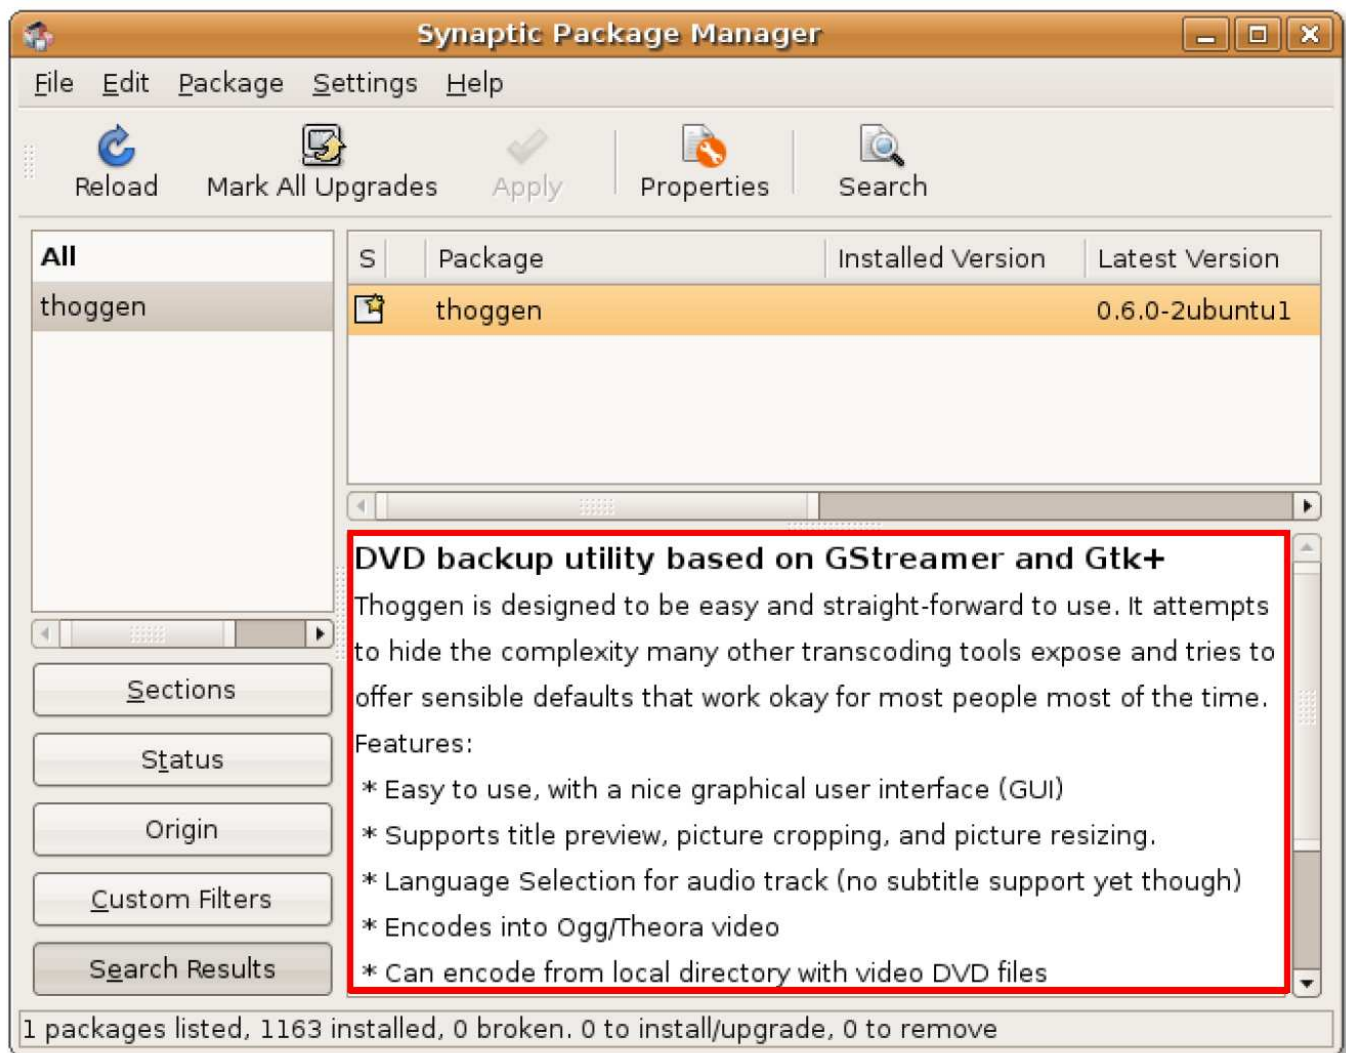 Synaptic Package Manager
File Edit Package Settings Help
Reload Mark All Upgrades Apply Properties Search
All
thoggen
S Package Installed Version Latest Version
thoggen 0.6.0-2ubuntu1
DVD backup utility based on GStreamer and Gtk+
Thoggen is designed to be easy and straight-forward to use. It attempts
to hide the complexity many other transcoding tools expose and tries to
offer sensible defaults that work okay for most people most of the time.
Features:
* Easy to use, with a nice graphical user interface (GUI)
* Supports title preview, picture cropping, and picture resizing.
* Language Selection for audio track (no subtitle support yet though)
* Encodes into Ogg/Theora video
* Can encode from local directory with video DVD files
Sections
Status
Origin
Custom Filters
Search Results
1 packages listed, 1163 installed, 0 broken. 0 to install/upgrade, 0 to remove